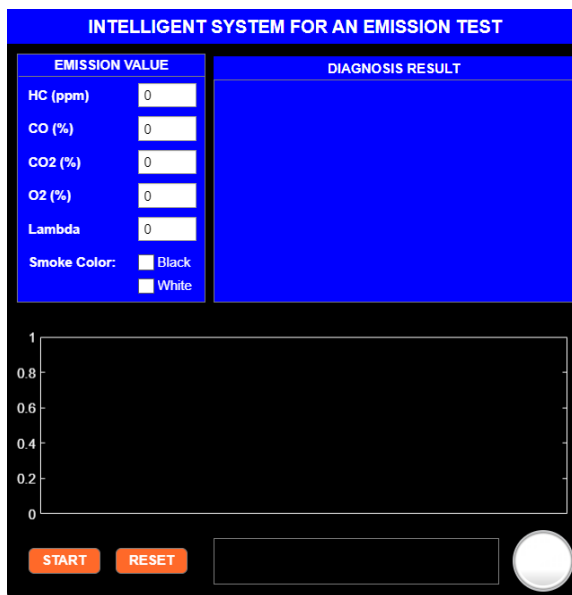 INTELLIGENT SYSTEM FOR AN EMISSION TEST
EMISSION VALUE
HC (ppm) 0
CO (%) 0
CO2 (%) 0
O2 (%) 0
Lambda 0
Smoke Color: Black
White
DIAGNOSIS RESULT
1
0.8
0.6
0.4
0.2
0
START RESET